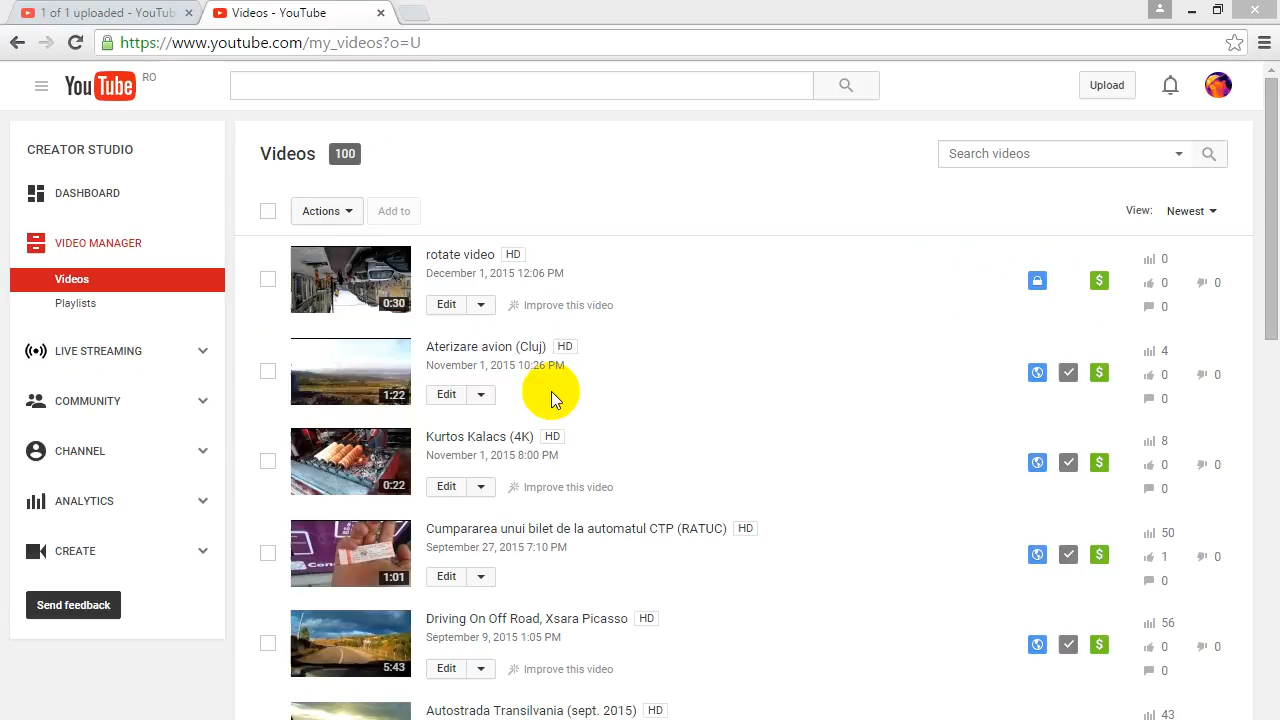 1 of 1 uploaded - YouTub
Videos - YouTube
https://www.youtube.com/my_videos?o=U
YouTube RO
Upload
CREATOR STUDIO
DASHBOARD
VIDEO MANAGER
Videos
Playlists
LIVE STREAMING
COMMUNITY
CHANNEL
ANALYTICS
CREATE
Send feedback
Videos 100
Search videos
Actions Add to
View: Newest
rotate video HD
December 1, 2015 12:06 PM
Edit Improve this video
0:30
$
0
0 0
0
Aterizare avion (Cluj) HD
November 1, 2015 10:26 PM
Edit
1:22
$
4
0 0
0
Kurtos Kalacs (4K) HD
November 1, 2015 8:00 PM
Edit Improve this video
0:22
$
8
0 0
0
Cumpararea unui bilet de la automatul CTP (RATUC) HD
September 27, 2015 7:10 PM
Edit
1:01
$
50
1 0
0
Driving On Off Road, Xsara Picasso HD
September 9, 2015 1:05 PM
Edit Improve this video
5:43
$
56
0 0
0
Autostrada Transilvania (sept. 2015) HD
43